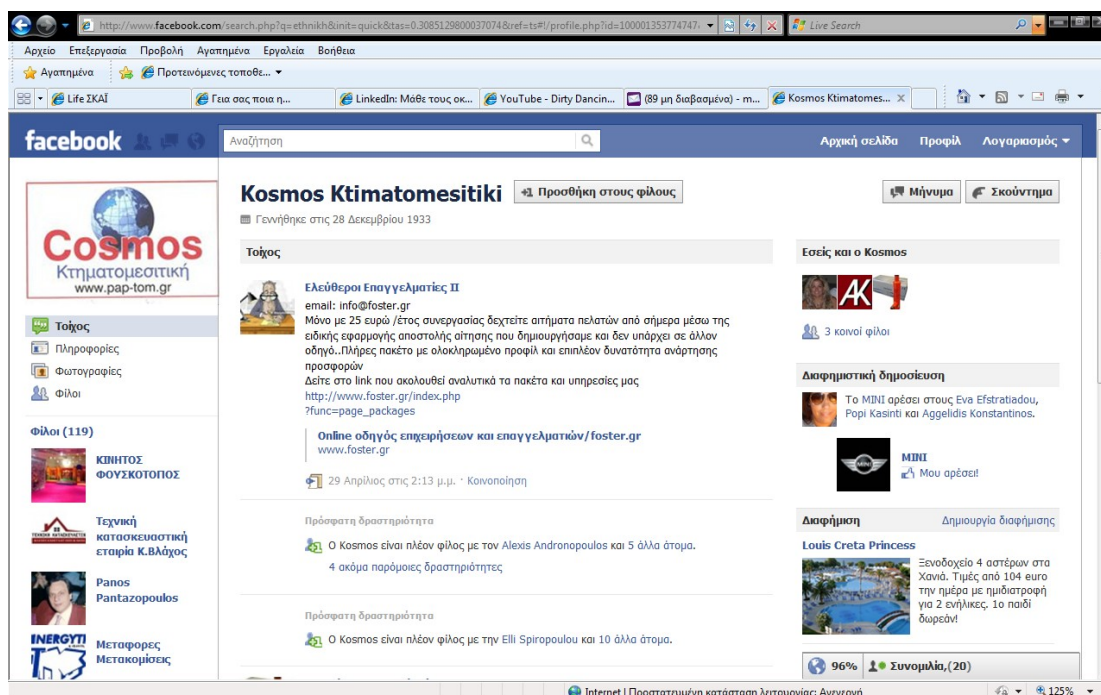 http://www.facebook.com/search.php?q=ethnikh&init=quick&tas=0.3085129800037074&ref=ts#!/profile.php?id=100001353774747
Live Search
Αρχείο Επεξεργασία Προβολή Αγαπημένα Εργαλεία Βοήθεια
Αγαπημένα Προτεινόμενες τοποθε...
Life ΣΚΑΪ Γεια σας ποια η... LinkedIn: Μάθε τους οκ... YouTube - Dirty Dancin... (89 μη διαβασμένα) - m... Kosmos Ktimatomes...
facebook Αναζήτηση Αρχική σελίδα Προφίλ Λογαριασμός
Cosmos
Κτηματομεσιτική
www.pap-tom.gr
Τοίχος
Πληροφορίες
Φωτογραφίες
Φίλοι
Φίλοι (119)
ΚΙΝΗΤΟΣ
ΦΟΥΣΚΟΤΟΠΟΣ
Τεχνική
κατασκευαστική
εταιρία Κ.Βλάχος
Panos
Pantazopoulos
INERGYTI
Μεταφορες
Μετακομίσεις
Kosmos Ktimatomesitiki +1 Προσθήκη στους φίλους
Μήνυμα Σκούντημα
Γεννήθηκε στις 28 Δεκεμβρίου 1933
Τοίχος
Ελεύθεροι Επαγγελματίες ΙΙ
email: info@foster.gr
Μόνο με 25 ευρώ /έτος συνεργασίας δεχτείτε αιτήματα πελατών από σήμερα μέσω της
ειδικής εφαρμογής αποστολής αίτησης που δημιουργήσαμε και δεν υπάρχει σε άλλον
οδηγό..Πλήρες πακέτο με ολοκληρωμένο προφίλ και επιπλέον δυνατότητα ανάρτησης
προσφορών
Δείτε στο link που ακολουθεί αναλυτικά τα πακέτα και υπηρεσίες μας
http://www.foster.gr/index.php
?func=page_packages
Online οδηγός επιχειρήσεων και επαγγελματιών/foster.gr
www.foster.gr
29 Απρίλιος στις 2:13 μ.μ. · Κοινοποίηση
Πρόσφατη δραστηριότητα
Ο Kosmos είναι πλέον φίλος με τον Alexis Andronopoulos και 5 άλλα άτομα.
4 ακόμα παρόμοιες δραστηριότητες
Πρόσφατη δραστηριότητα
Ο Kosmos είναι πλέον φίλος με την Elli Spiropoulou και 10 άλλα άτομα.
Εσείς και ο Kosmos
AK
3 κοινοί φίλοι
Διαφημιστική δημοσίευση
Το MINI αρέσει στους Eva Efstratiadou,
Popi Kasinti και Aggelidis Konstantinos.
MINI
Μου αρέσει!
Διαφήμιση Δημιουργία διαφήμισης
Louis Creta Princess
Ξενοδοχείο 4 αστέρων στα
Χανιά. Τιμές από 104 euro
την ημέρα με ημιδιατροφή
για 2 ενήλικες. 1ο παιδί
δωρεάν!
96% Συνομιλία,(20)
Internet | Προστατευμένη κατάσταση λειτουργίας: Ανενεργή 125%